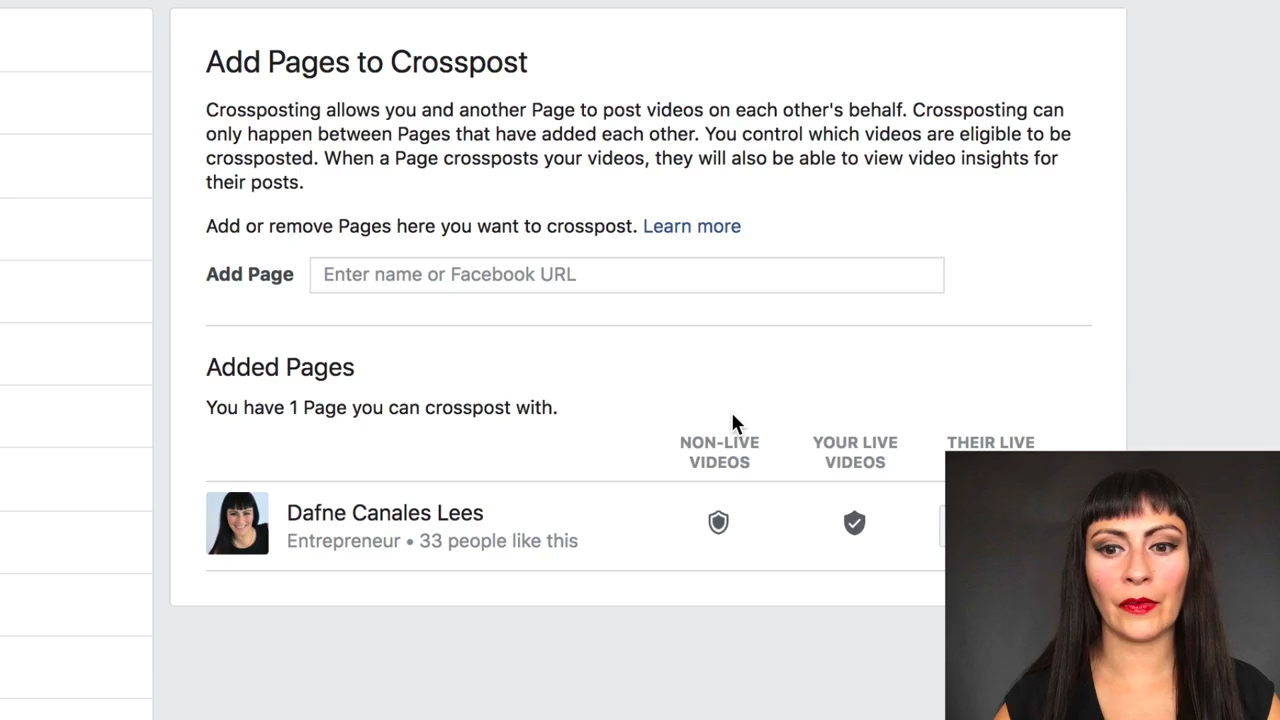 Add Pages to Crosspost
Crossposting allows you and another Page to post videos on each other's behalf. Crossposting can
only happen between Pages that have added each other. You control which videos are eligible to be
crossposted. When a Page crossposts your videos, they will also be able to view video insights for
their posts.
Add or remove Pages here you want to crosspost. Learn more
Add Page Enter name or Facebook URL
Added Pages
You have 1 Page you can crosspost with.
NON-LIVE YOUR LIVE THEIR LIVE
VIDEOS VIDEOS
Dafne Canales Lees
Entrepreneur • 33 people like this